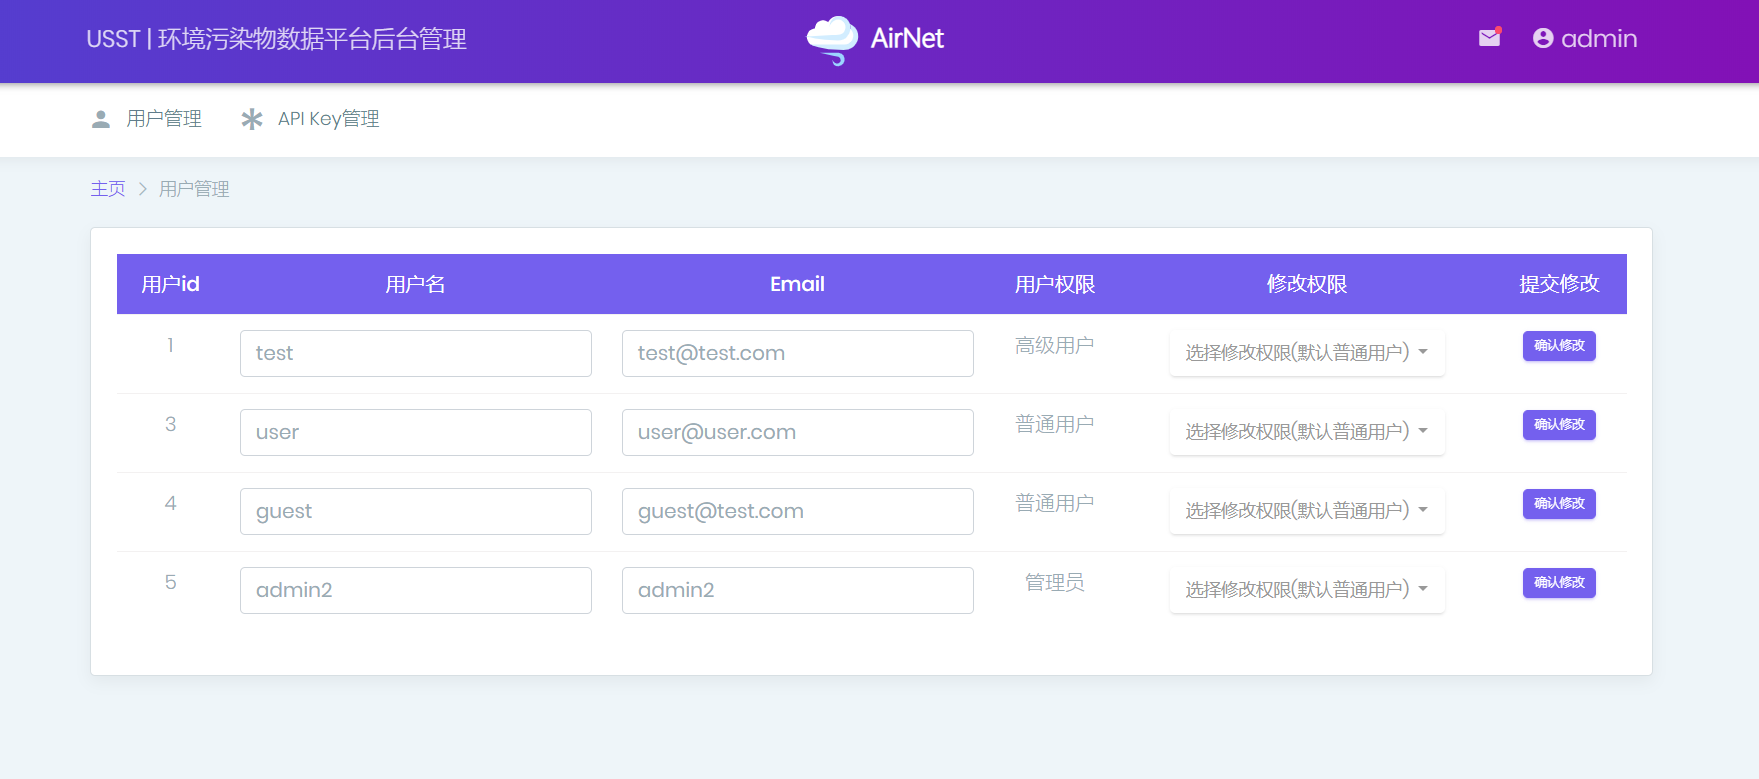 USST | 环境污染物数据平台后台管理
AirNet
admin
用户管理
API Key管理
主页 > 用户管理
用户id 用户名 Email 用户权限 修改权限 提交修改
1 test test@test.com 高级用户 选择修改权限(默认普通用户) 确认修改
3 user user@user.com 普通用户 选择修改权限(默认普通用户) 确认修改
4 guest guest@test.com 普通用户 选择修改权限(默认普通用户) 确认修改
5 admin2 admin2 管理员 选择修改权限(默认普通用户) 确认修改